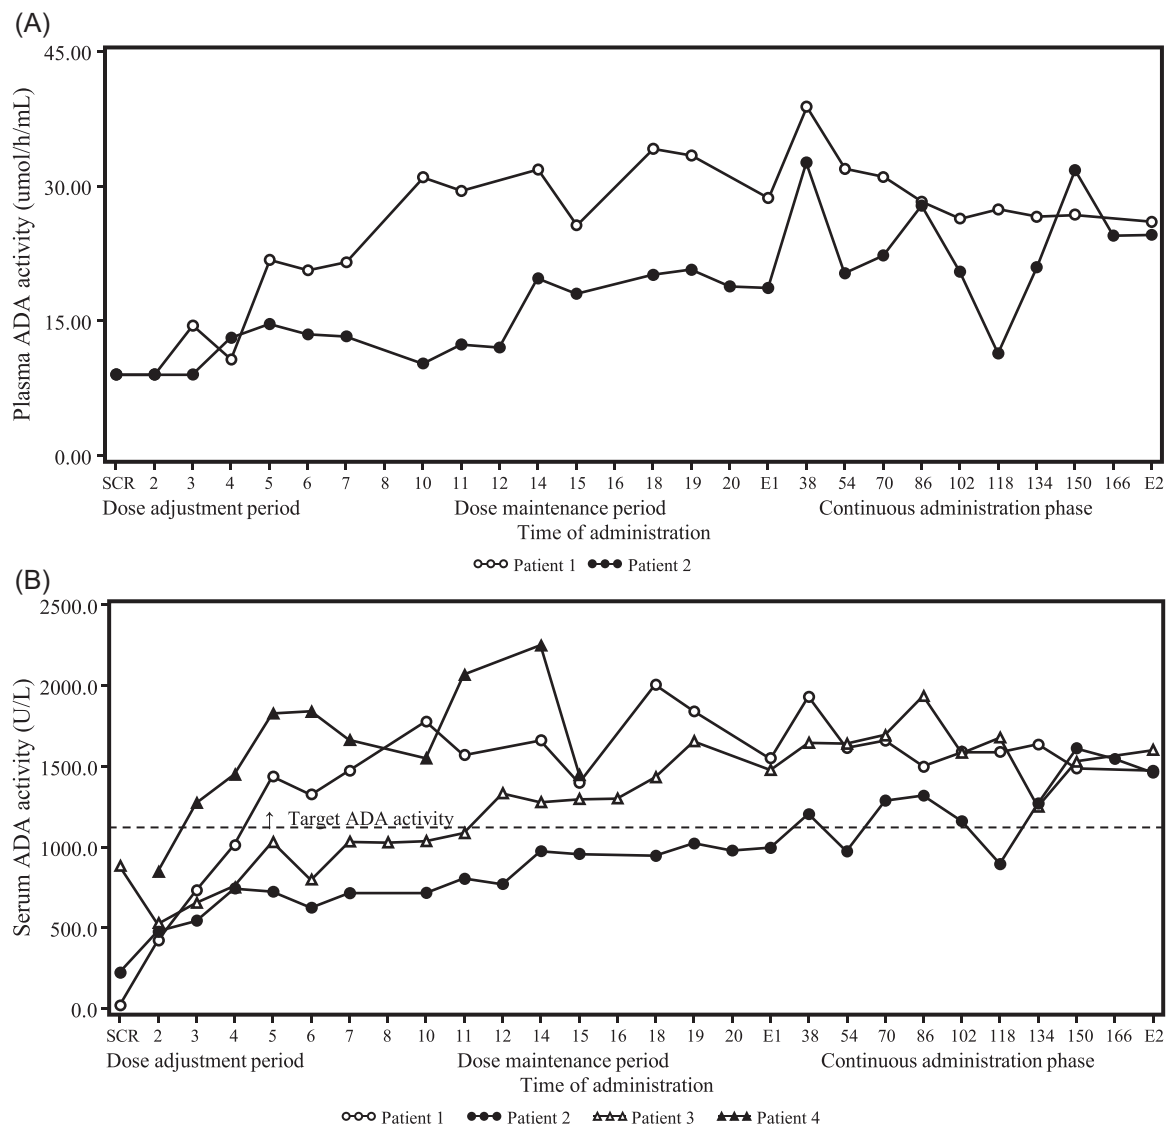 (A)
45.00
30.00
15.00
0.00
Plasma ADA activity (umol/h/mL)
SCR 2 3 4 5 6 7 8 10 11 12 14 15 16 18 19 20 E1 38 54 70 86 102 118 134 150 166 E2
Dose adjustment period Dose maintenance period Continuous administration phase
Time of administration
Patient 1 Patient 2
(B)
2500.0
2000.0
1500.0
1000.0
500.0
0.0
Serum ADA activity (U/L)
↑ Target ADA activity
SCR 2 3 4 5 6 7 8 10 11 12 14 15 16 18 19 20 E1 38 54 70 86 102 118 134 150 166 E2
Dose adjustment period Dose maintenance period Continuous administration phase
Time of administration
Patient 1 Patient 2 Patient 3 Patient 4